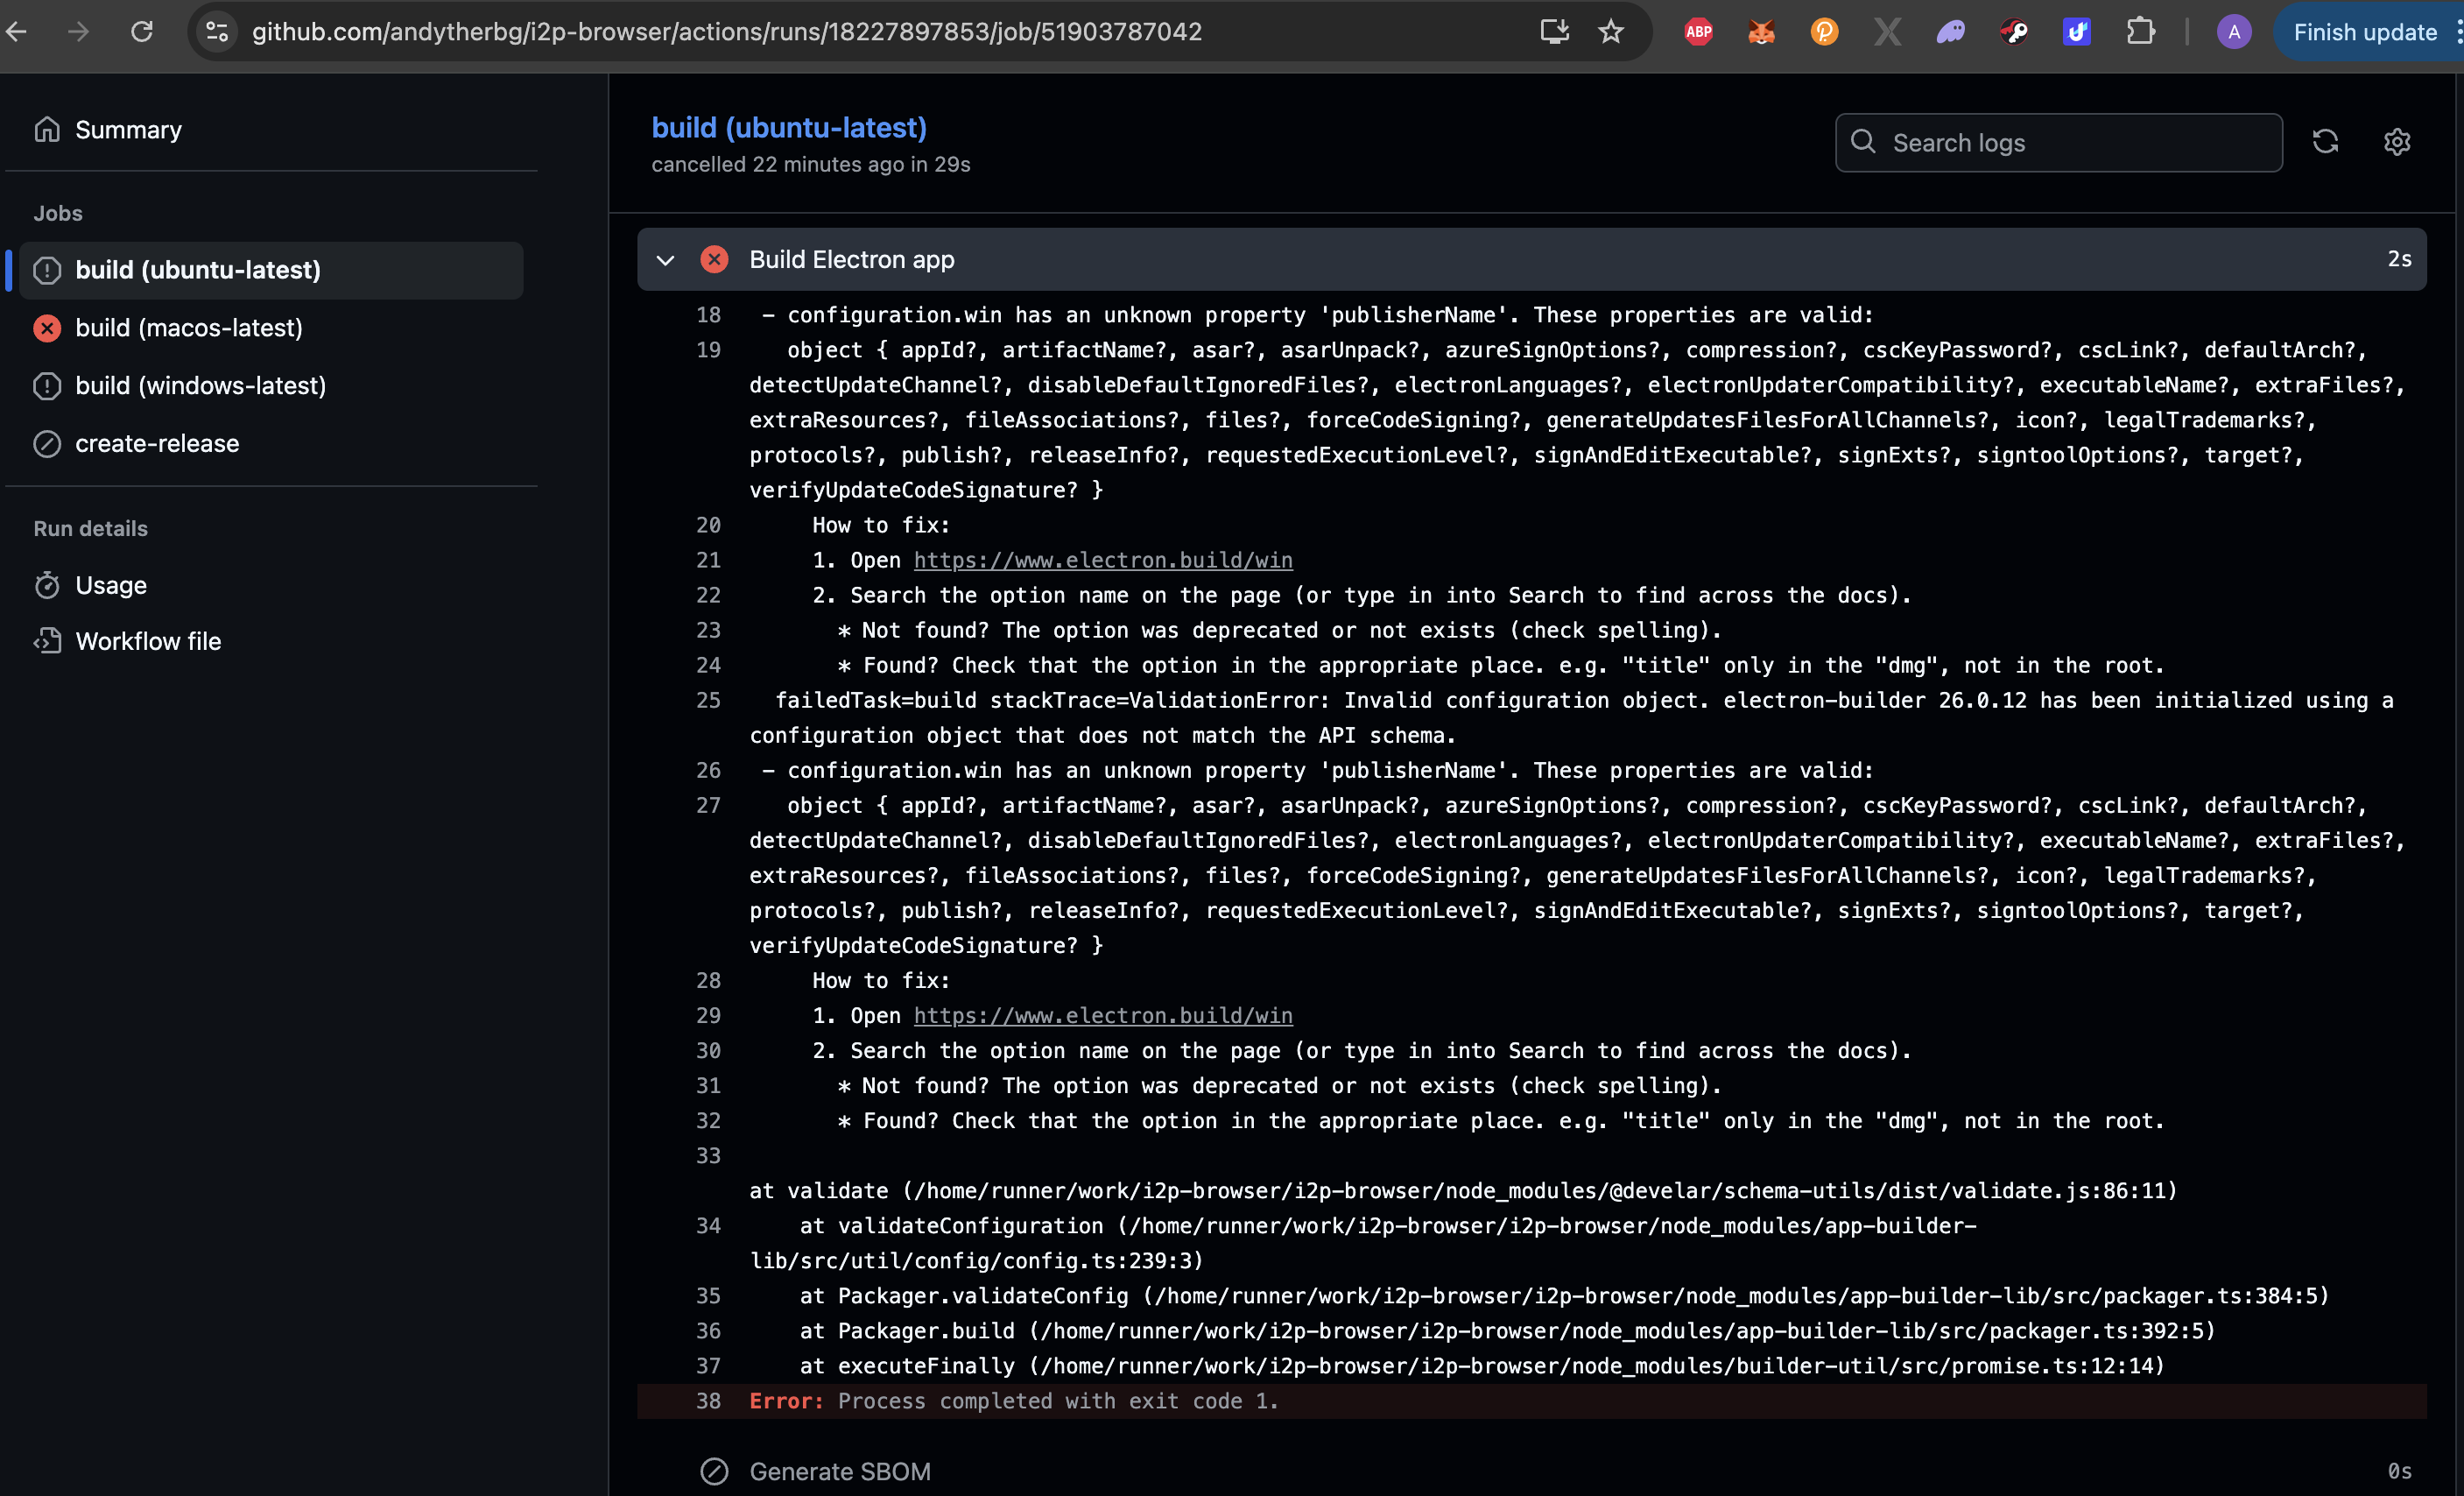 github.com/andytherbg/i2p-browser/actions/runs/18227897853/job/51903787042
ABP
A
Finish update
Summary
Jobs
build (ubuntu-latest)
build (macos-latest)
build (windows-latest)
create-release
Run details
Usage
Workflow file
build (ubuntu-latest)
cancelled 22 minutes ago in 29s
Search logs
Build Electron app
2s
18 – configuration.win has an unknown property 'publisherName'. These properties are valid:
19 object { appId?, artifactName?, asar?, asarUnpack?, azureSignOptions?, compression?, cscKeyPassword?, cscLink?, defaultArch?,
detectUpdateChannel?, disableDefaultIgnoredFiles?, electronLanguages?, electronUpdaterCompatibility?, executableName?, extraFiles?,
extraResources?, fileAssociations?, files?, forceCodeSigning?, generateUpdatesFilesForAllChannels?, icon?, legalTrademarks?,
protocols?, publish?, releaseInfo?, requestedExecutionLevel?, signAndEditExecutable?, signExts?, signtoolOptions?, target?,
verifyUpdateCodeSignature? }
20 How to fix:
21 1. Open https://www.electron.build/win
22 2. Search the option name on the page (or type in into Search to find across the docs).
23 * Not found? The option was deprecated or not exists (check spelling).
24 * Found? Check that the option in the appropriate place. e.g. "title" only in the "dmg", not in the root.
25 failedTask=build stackTrace=ValidationError: Invalid configuration object. electron-builder 26.0.12 has been initialized using a
configuration object that does not match the API schema.
26 – configuration.win has an unknown property 'publisherName'. These properties are valid:
27 object { appId?, artifactName?, asar?, asarUnpack?, azureSignOptions?, compression?, cscKeyPassword?, cscLink?, defaultArch?,
detectUpdateChannel?, disableDefaultIgnoredFiles?, electronLanguages?, electronUpdaterCompatibility?, executableName?, extraFiles?,
extraResources?, fileAssociations?, files?, forceCodeSigning?, generateUpdatesFilesForAllChannels?, icon?, legalTrademarks?,
protocols?, publish?, releaseInfo?, requestedExecutionLevel?, signAndEditExecutable?, signExts?, signtoolOptions?, target?,
verifyUpdateCodeSignature? }
28 How to fix:
29 1. Open https://www.electron.build/win
30 2. Search the option name on the page (or type in into Search to find across the docs).
31 * Not found? The option was deprecated or not exists (check spelling).
32 * Found? Check that the option in the appropriate place. e.g. "title" only in the "dmg", not in the root.
33
at validate (/home/runner/work/i2p-browser/i2p-browser/node_modules/@develar/schema-utils/dist/validate.js:86:11)
34 at validateConfiguration (/home/runner/work/i2p-browser/i2p-browser/node_modules/app-builder-
lib/src/util/config/config.ts:239:3)
35 at Packager.validateConfig (/home/runner/work/i2p-browser/i2p-browser/node_modules/app-builder-lib/src/packager.ts:384:5)
36 at Packager.build (/home/runner/work/i2p-browser/i2p-browser/node_modules/app-builder-lib/src/packager.ts:392:5)
37 at executeFinally (/home/runner/work/i2p-browser/i2p-browser/node_modules/builder-util/src/promise.ts:12:14)
38 Error: Process completed with exit code 1.
Generate SBOM
0s